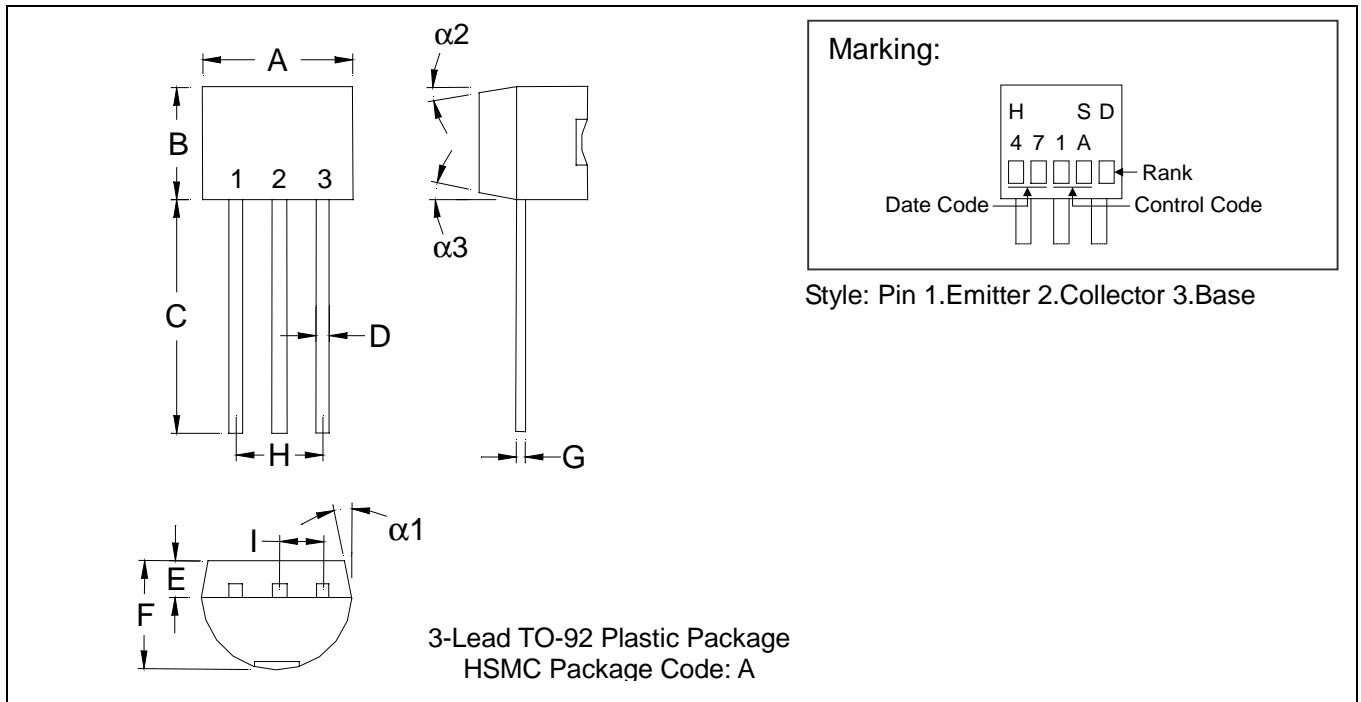 α2
A
B
1 2 3
α3
C
D
H
G
α1
I
E
F
3-Lead TO-92 Plastic Package
HSMC Package Code: A
Marking:
H S D
4 7 1 A
Rank
Date Code Control Code
Style: Pin 1.Emitter 2.Collector 3.Base